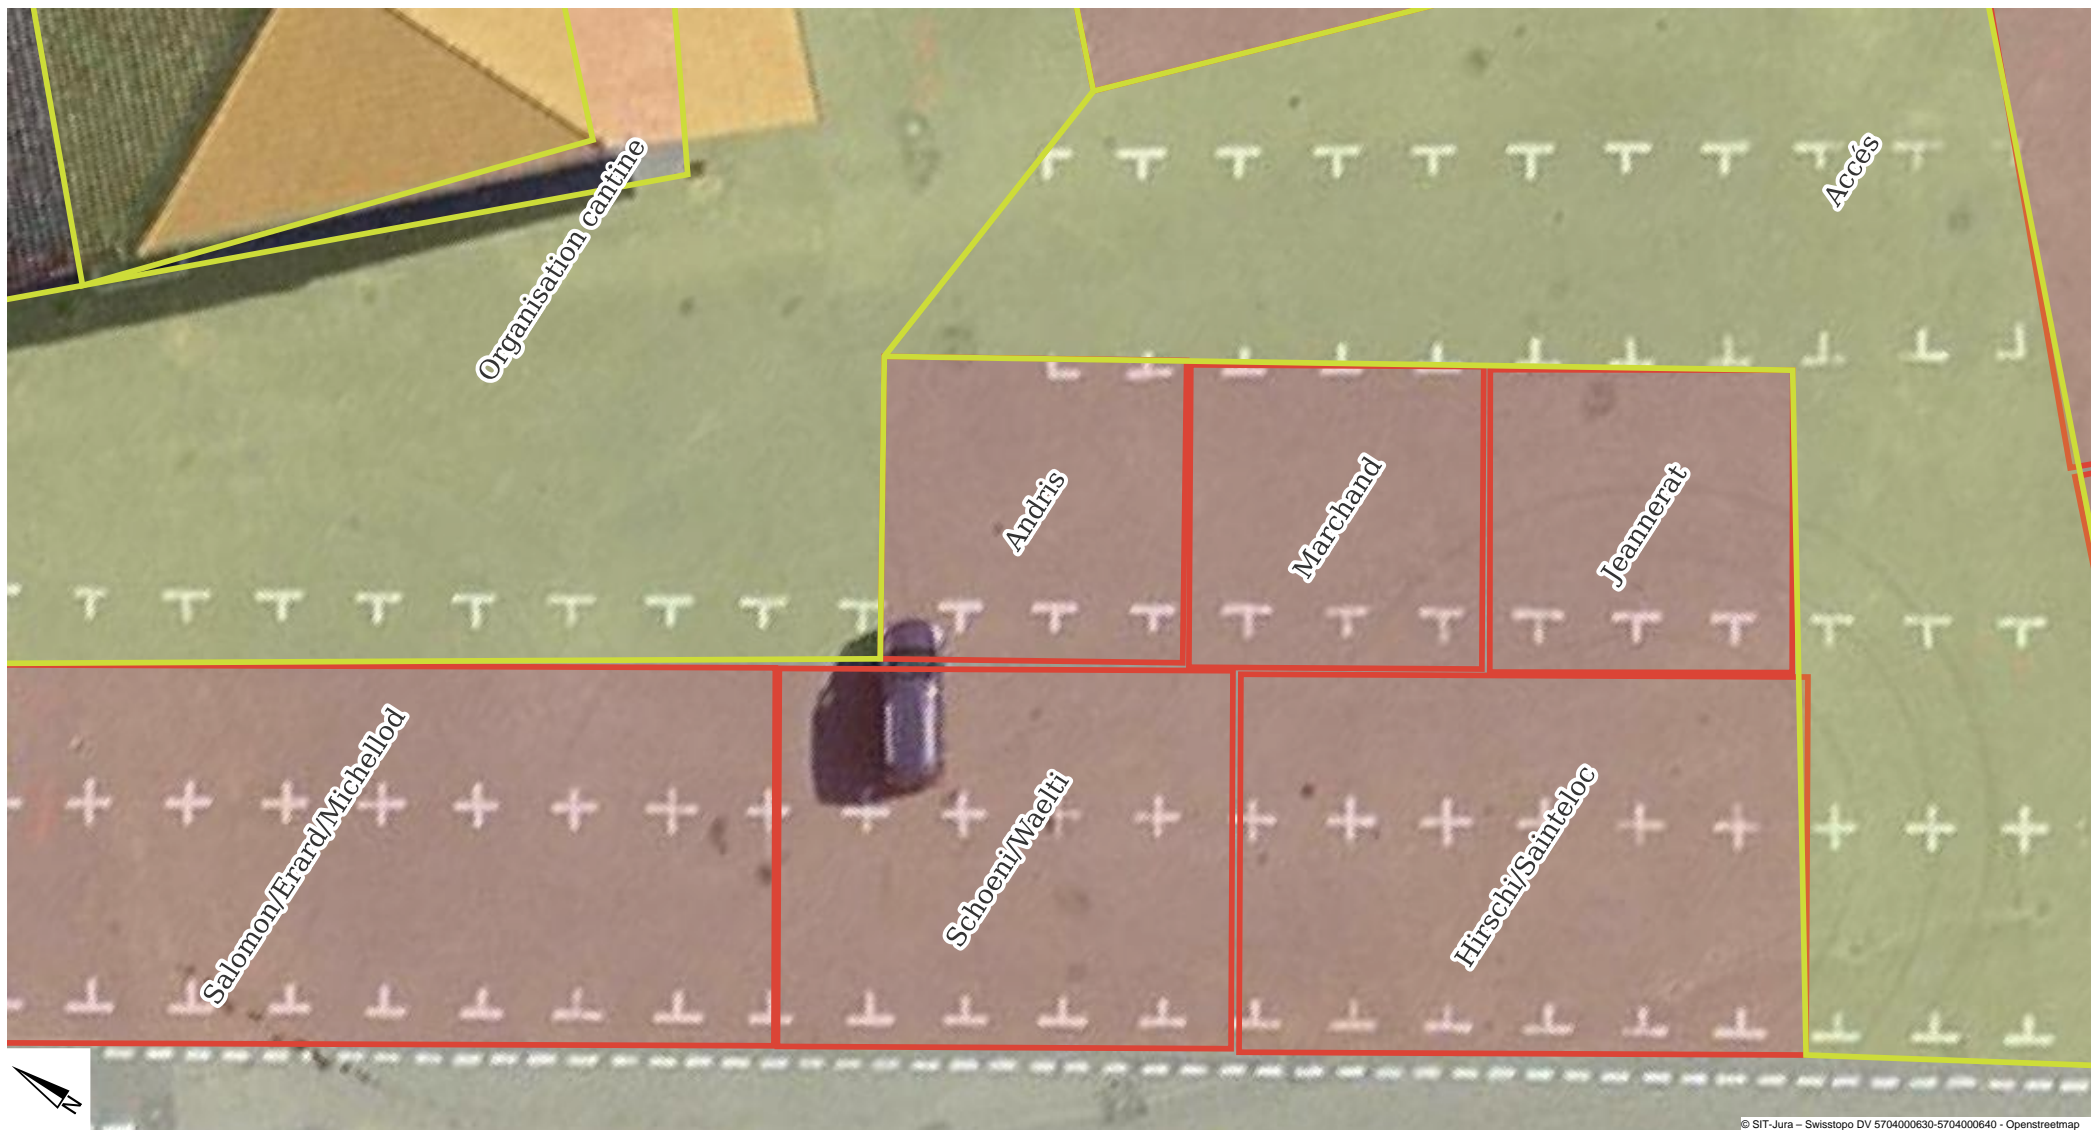 Organisation cantine
Accés
Andris
Marchand
Jeannerat
Salomon/Erard/Michellod
Schoeni/Waelti
Hirschi/Sainteloc
N
© SIT-Jura – Swisstopo DV 5704000630-5704000640 - Openstreetmap